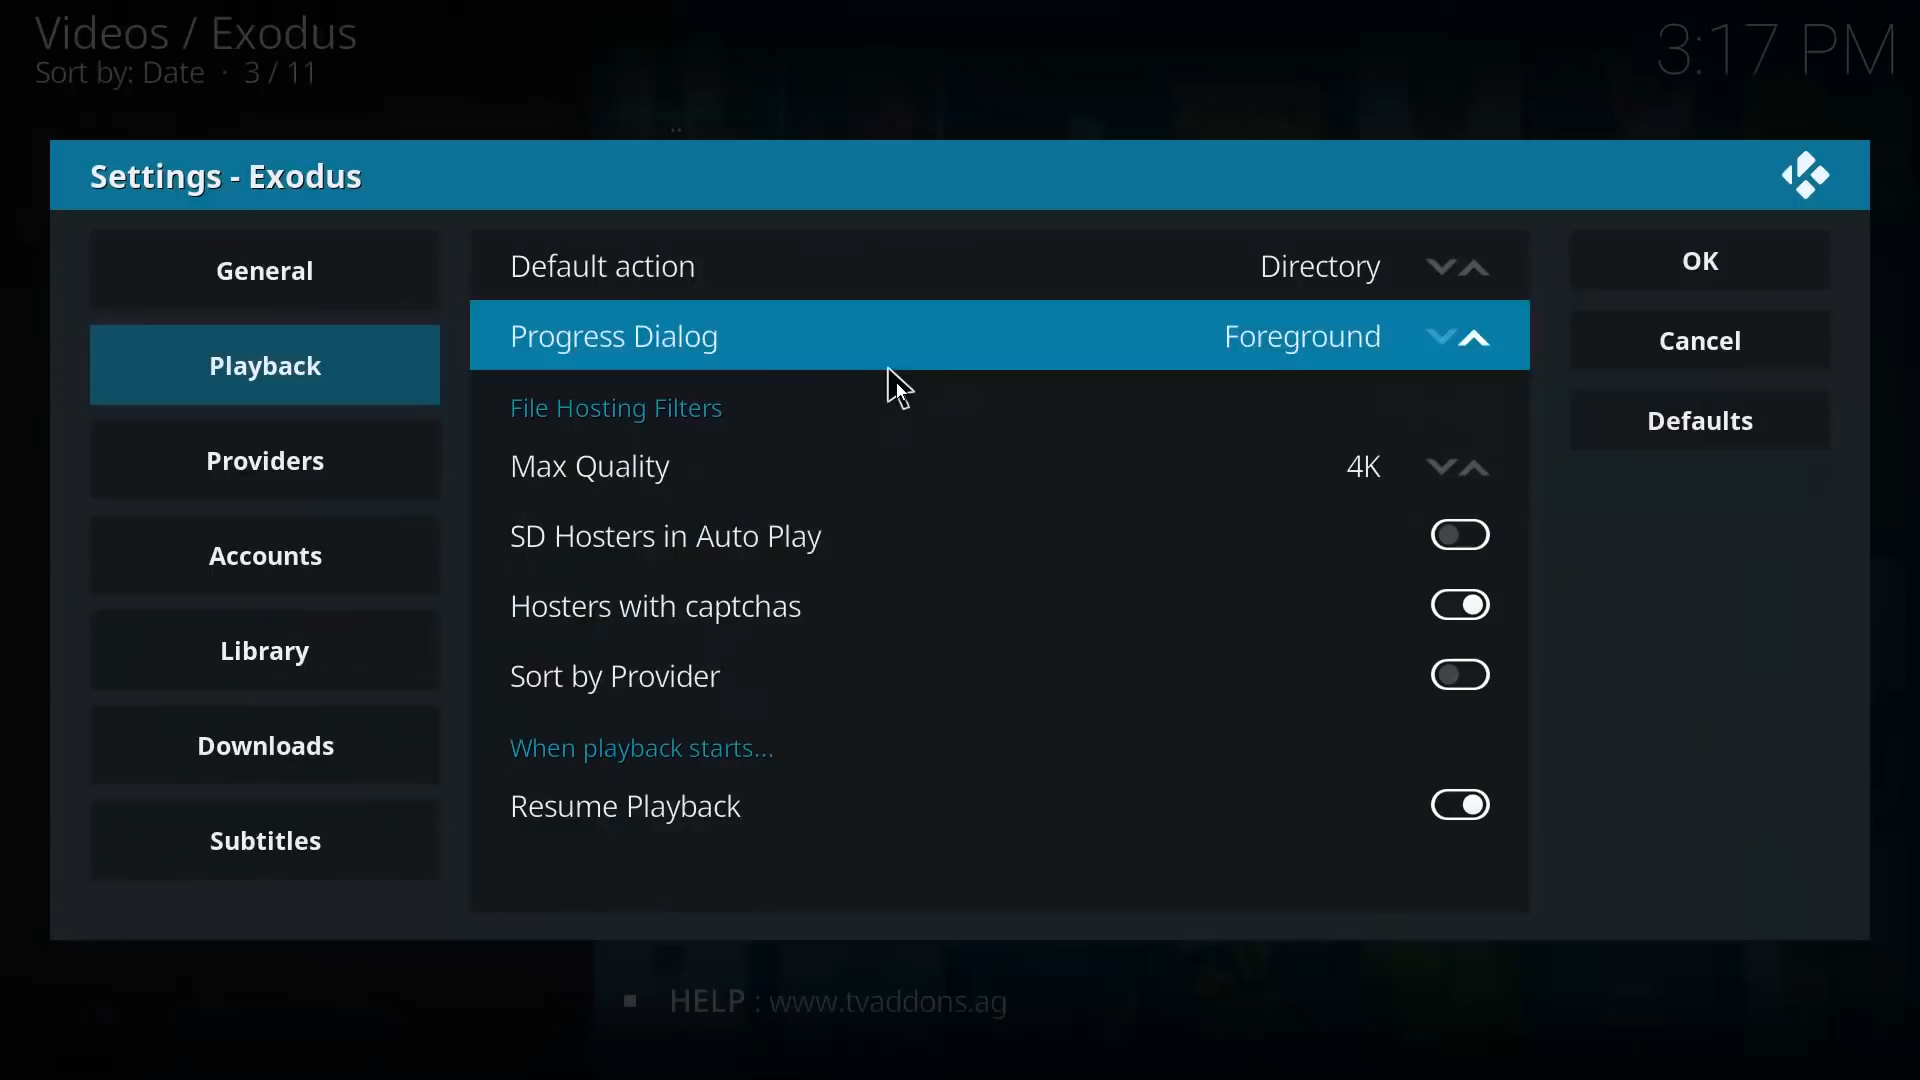 Videos / Exodus
Sort by: Date · 3 / 11
3:17 PM
..
Settings - Exodus
General
Playback
Providers
Accounts
Library
Downloads
Subtitles
Default action Directory
Progress Dialog Foreground
File Hosting Filters
Max Quality 4K
SD Hosters in Auto Play
Hosters with captchas
Sort by Provider
When playback starts...
Resume Playback
OK
Cancel
Defaults
HELP : www.tvaddons.ag